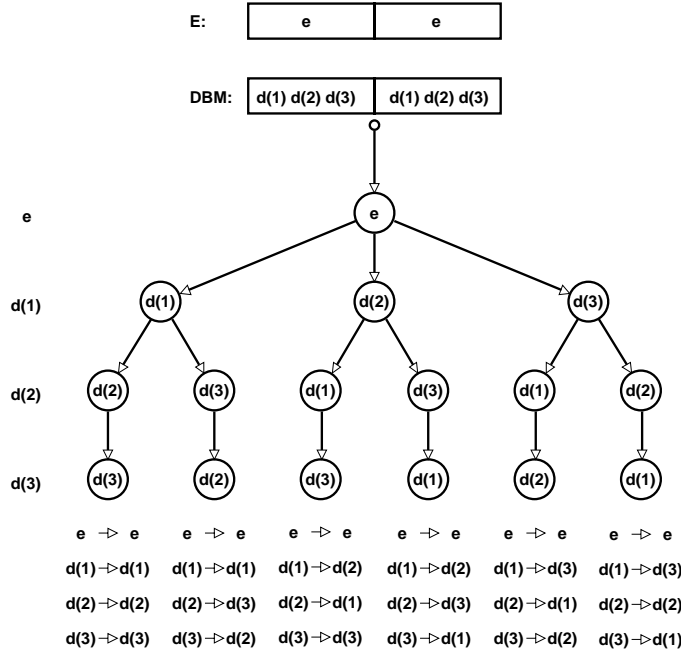 E: e e
DBM: d(1) d(2) d(3) d(1) d(2) d(3)
e e
d(1) d(1) d(2) d(3)
d(2) d(2) d(3) d(1) d(3) d(1) d(2)
d(3) d(3) d(2) d(3) d(1) d(2) d(1)
e → e e → e e → e e → e e → e e → e
d(1) → d(1) d(1) → d(1) d(1) → d(2) d(1) → d(2) d(1) → d(3) d(1) → d(3)
d(2) → d(2) d(2) → d(3) d(2) → d(1) d(2) → d(3) d(2) → d(1) d(2) → d(2)
d(3) → d(3) d(3) → d(2) d(3) → d(3) d(3) → d(1) d(3) → d(2) d(3) → d(1)